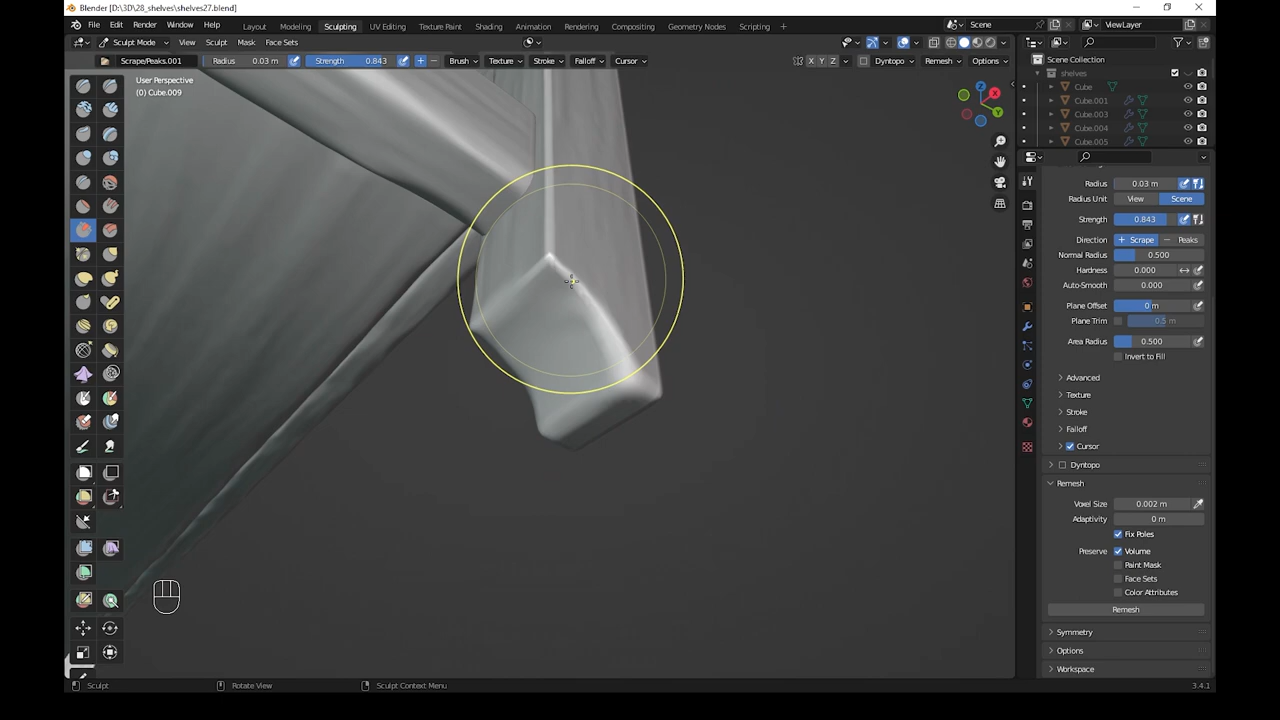 Blender [D:\3D\28_shelves\shelves27.blend]
File Edit Render Window Help Layout Modeling Sculpting UV Editing Texture Paint Shading Animation Rendering Compositing Geometry Nodes Scripting + Scene ViewLayer
Sculpt Mode View Sculpt Mask Face Sets
Scrape/Peaks.001 Radius 0.03 m Strength 0.843 + − Brush Texture Stroke Falloff Cursor X Y Z Dyntopo Remesh Options
User Perspective
(0) Cube.009
Z
X
Y
Scene Collection
shelves
Cube
Cube.001
Cube.003
Cube.004
Cube.005
Radius 0.03 m
Radius Unit View Scene
Strength 0.843
Direction + Scrape − Peaks
Normal Radius 0.500
Hardness 0.000
Auto-Smooth 0.000
Plane Offset 0 m
Plane Trim 0.5 m
Area Radius 0.500
Invert to Fill
Advanced
Texture
Stroke
Falloff
Cursor
Dyntopo
Remesh
Voxel Size 0.002 m
Adaptivity 0 m
Fix Poles
Preserve Volume
Paint Mask
Face Sets
Color Attributes
Remesh
Symmetry
Options
Workspace
Sculpt Rotate View Sculpt Context Menu 3.4.1